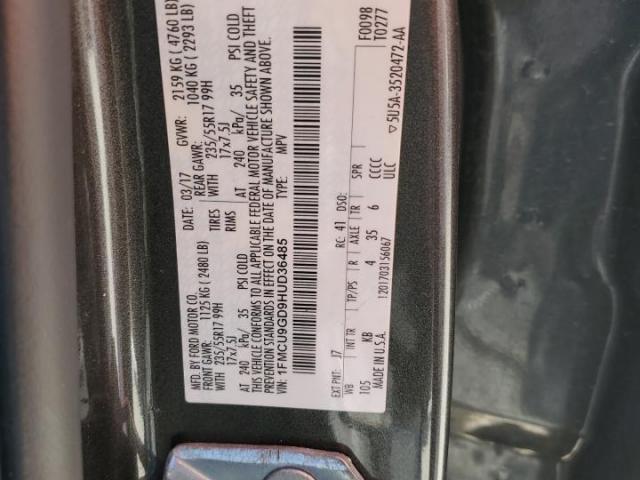 MFD. BY FORD MOTOR CO.
DATE: 03/17 GVWR: 2159 KG ( 4760 LB)
FRONT GAWR: 1125 KG ( 2480 LB) REAR GAWR: 1040 KG ( 2293 LB)
WITH 235/55R17 99H TIRES WITH 235/55R17 99H
17x7.5J RIMS 17x7.5J
AT 240 kPa/ 35 PSI COLD AT 240 kPa/ 35 PSI COLD
THIS VEHICLE CONFORMS TO ALL APPLICABLE FEDERAL MOTOR VEHICLE SAFETY AND THEFT
PREVENTION STANDARDS IN EFFECT ON THE DATE OF MANUFACTURE SHOWN ABOVE.
VIN: 1FMCU9GD9HUD36485 TYPE: MPV
F0098
T0277
EXT PNT: J7 RC: 41 DSO:
WB INT TR TP/PS R AXLE TR SPR
105 KB 4 35 6 CCCC
MADE IN U.S.A. 1201703156067 ULC
▽5U5A-3520472-AA